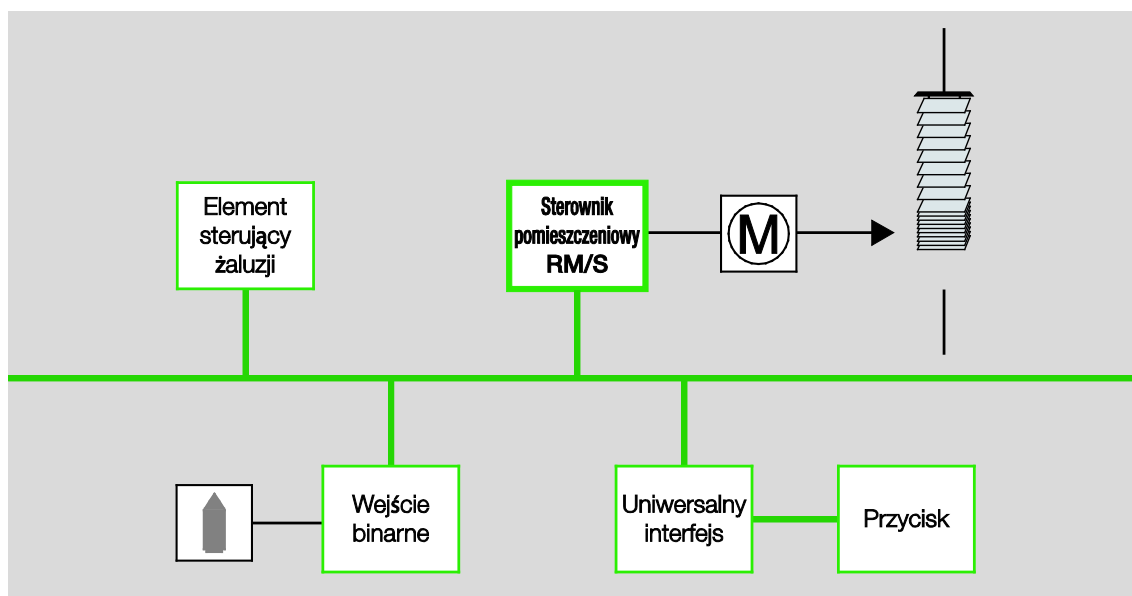 Element
sterujący
żaluzji
Sterownik
pomieszczeniowy
RM/S
M
Wejście
binarne
Uniwersalny
interfejs
Przycisk